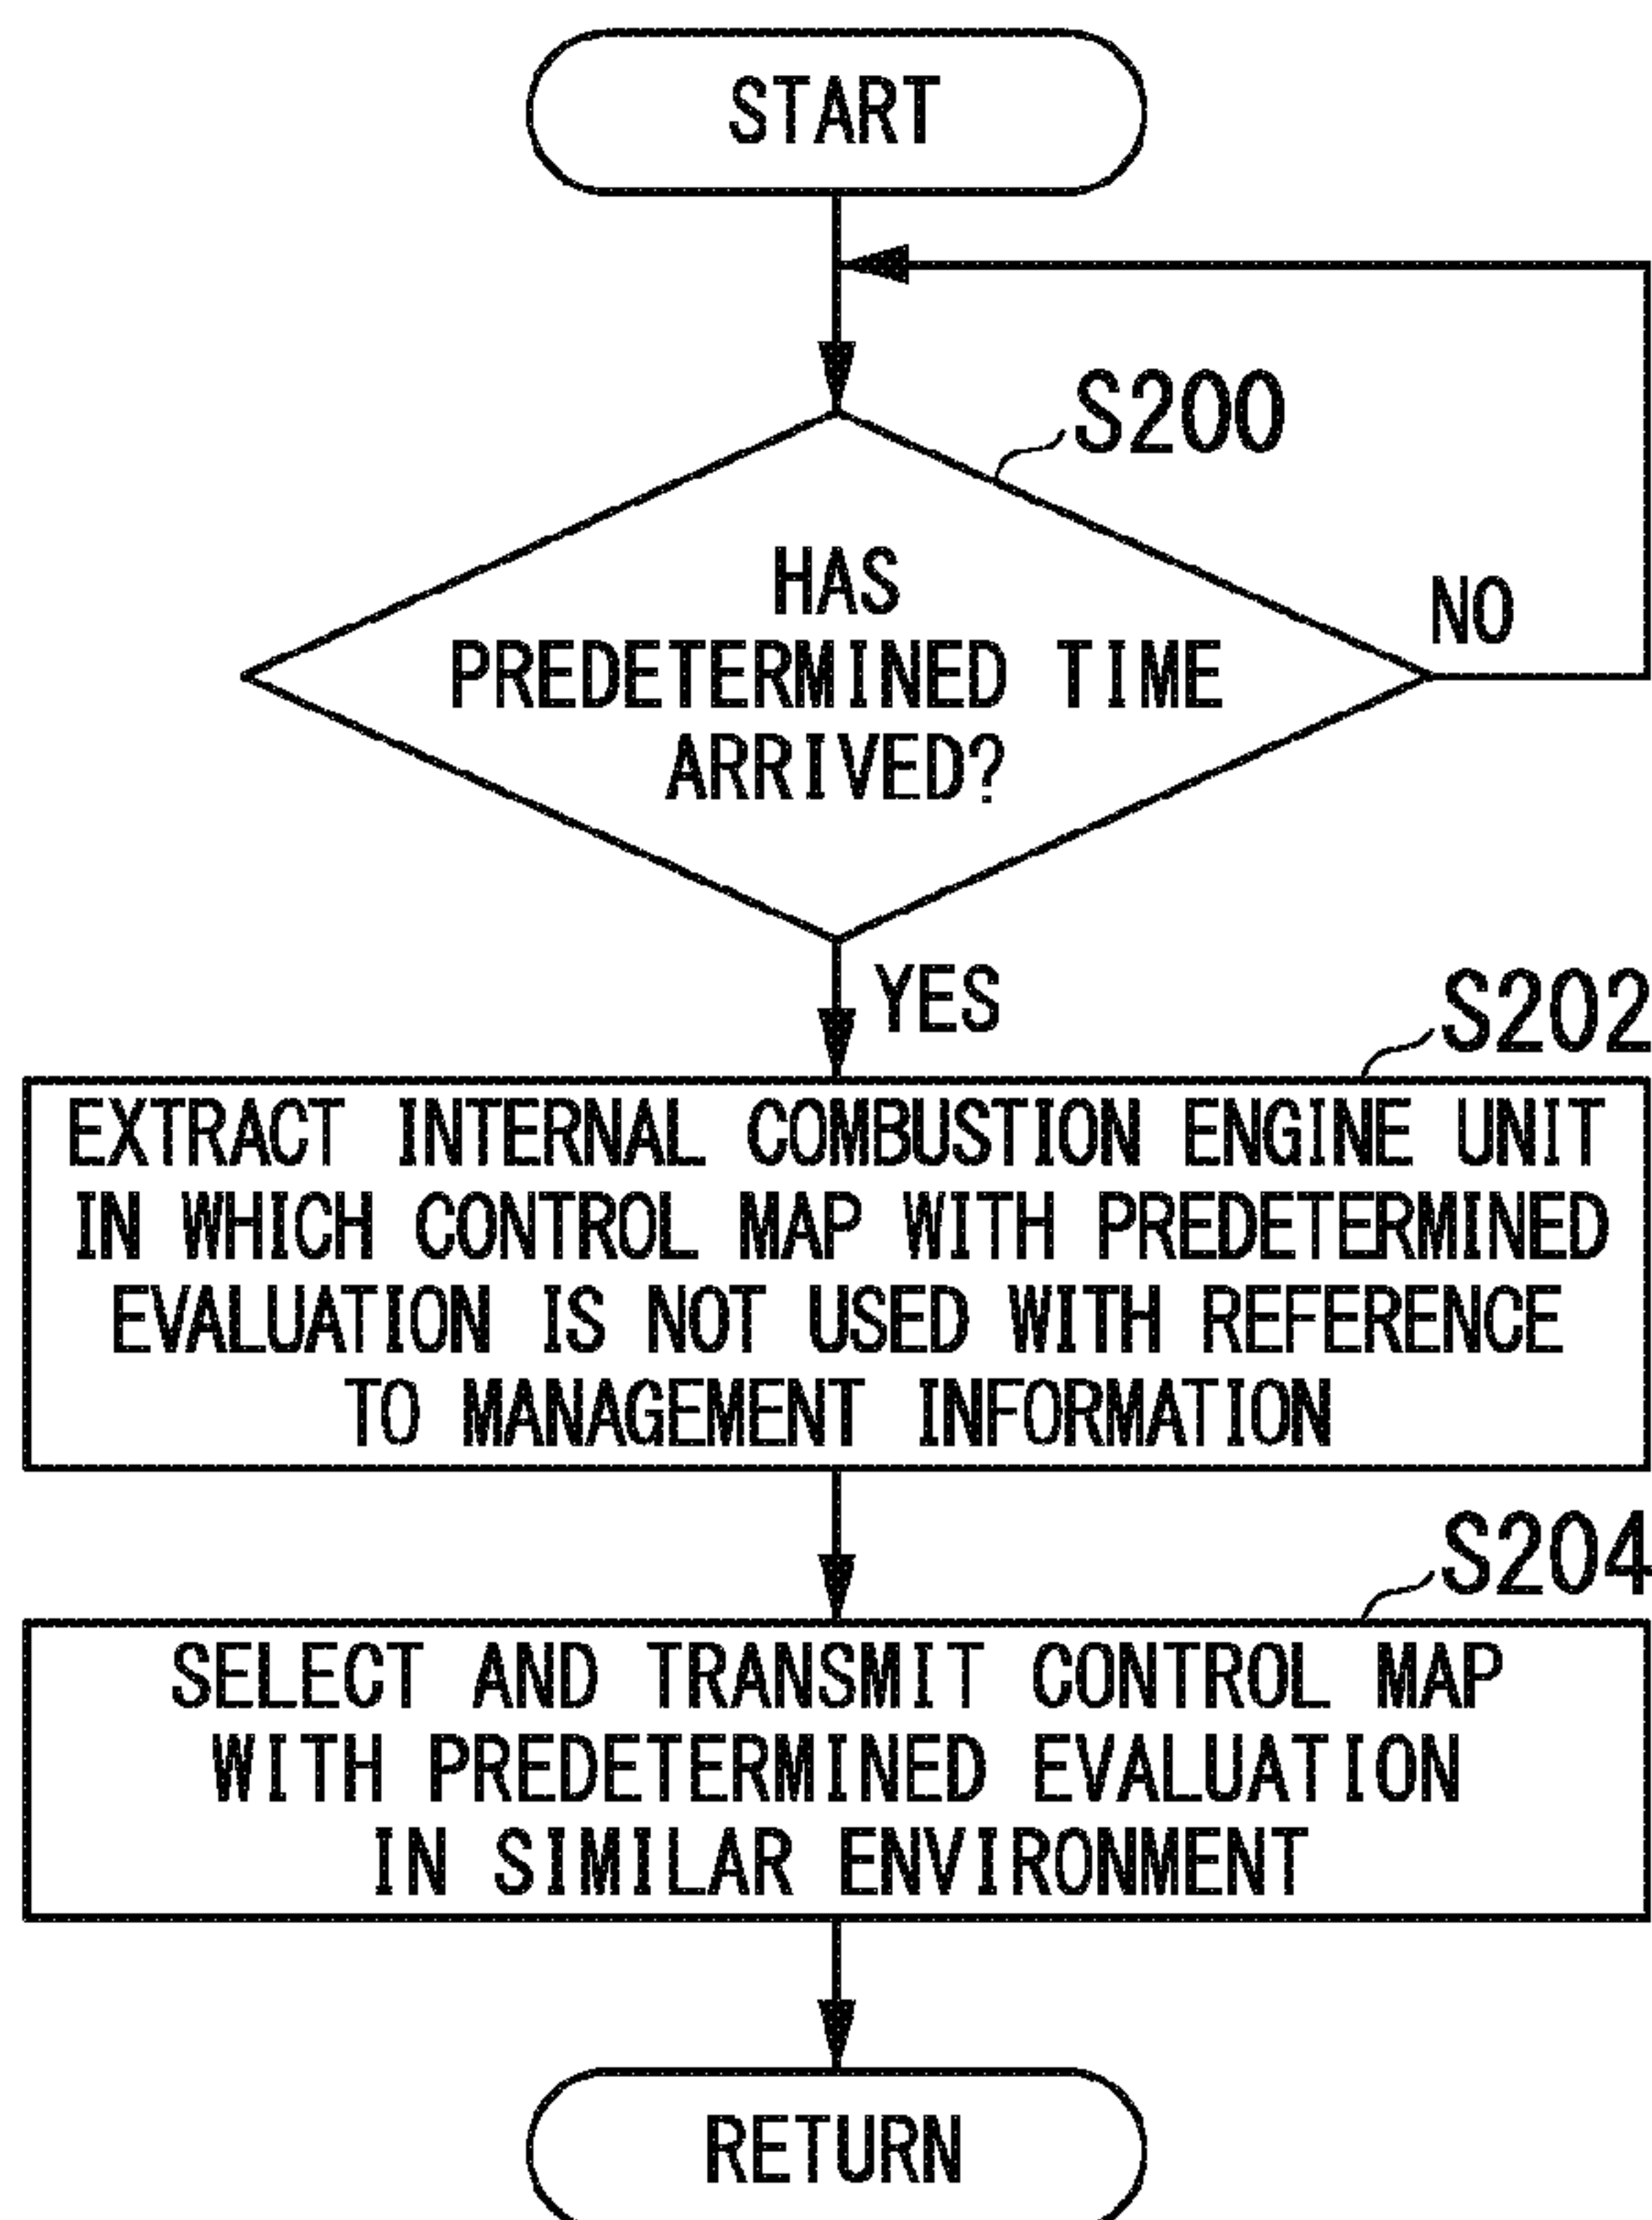 START
S200
HAS
PREDETERMINED TIME
ARRIVED?
NO
YES
S202
EXTRACT INTERNAL COMBUSTION ENGINE UNIT
IN WHICH CONTROL MAP WITH PREDETERMINED
EVALUATION IS NOT USED WITH REFERENCE
TO MANAGEMENT INFORMATION
S204
SELECT AND TRANSMIT CONTROL MAP
WITH PREDETERMINED EVALUATION
IN SIMILAR ENVIRONMENT
RETURN